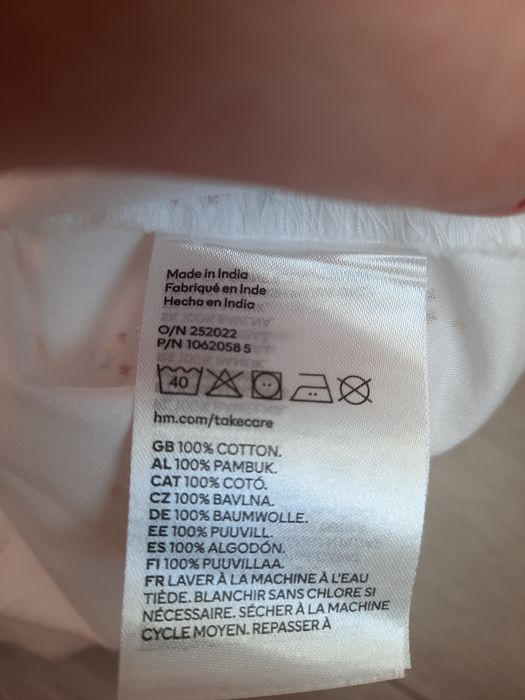 Made in India
Fabriqué en Inde
Hecho en India
O/N 252022
P/N 1062058 5
40
hm.com/takecare
GB 100% COTTON.
AL 100% PAMBUK.
CAT 100% COTÓ.
CZ 100% BAVLNA.
DE 100% BAUMWOLLE.
EE 100% PUUVILL.
ES 100% ALGODÓN.
FI 100% PUUVILLAA.
FR LAVER À LA MACHINE À L'EAU
TIÈDE. BLANCHIR SANS CHLORE SI
NÉCESSAIRE. SÉCHER À LA MACHINE
CYCLE MOYEN. REPASSER À